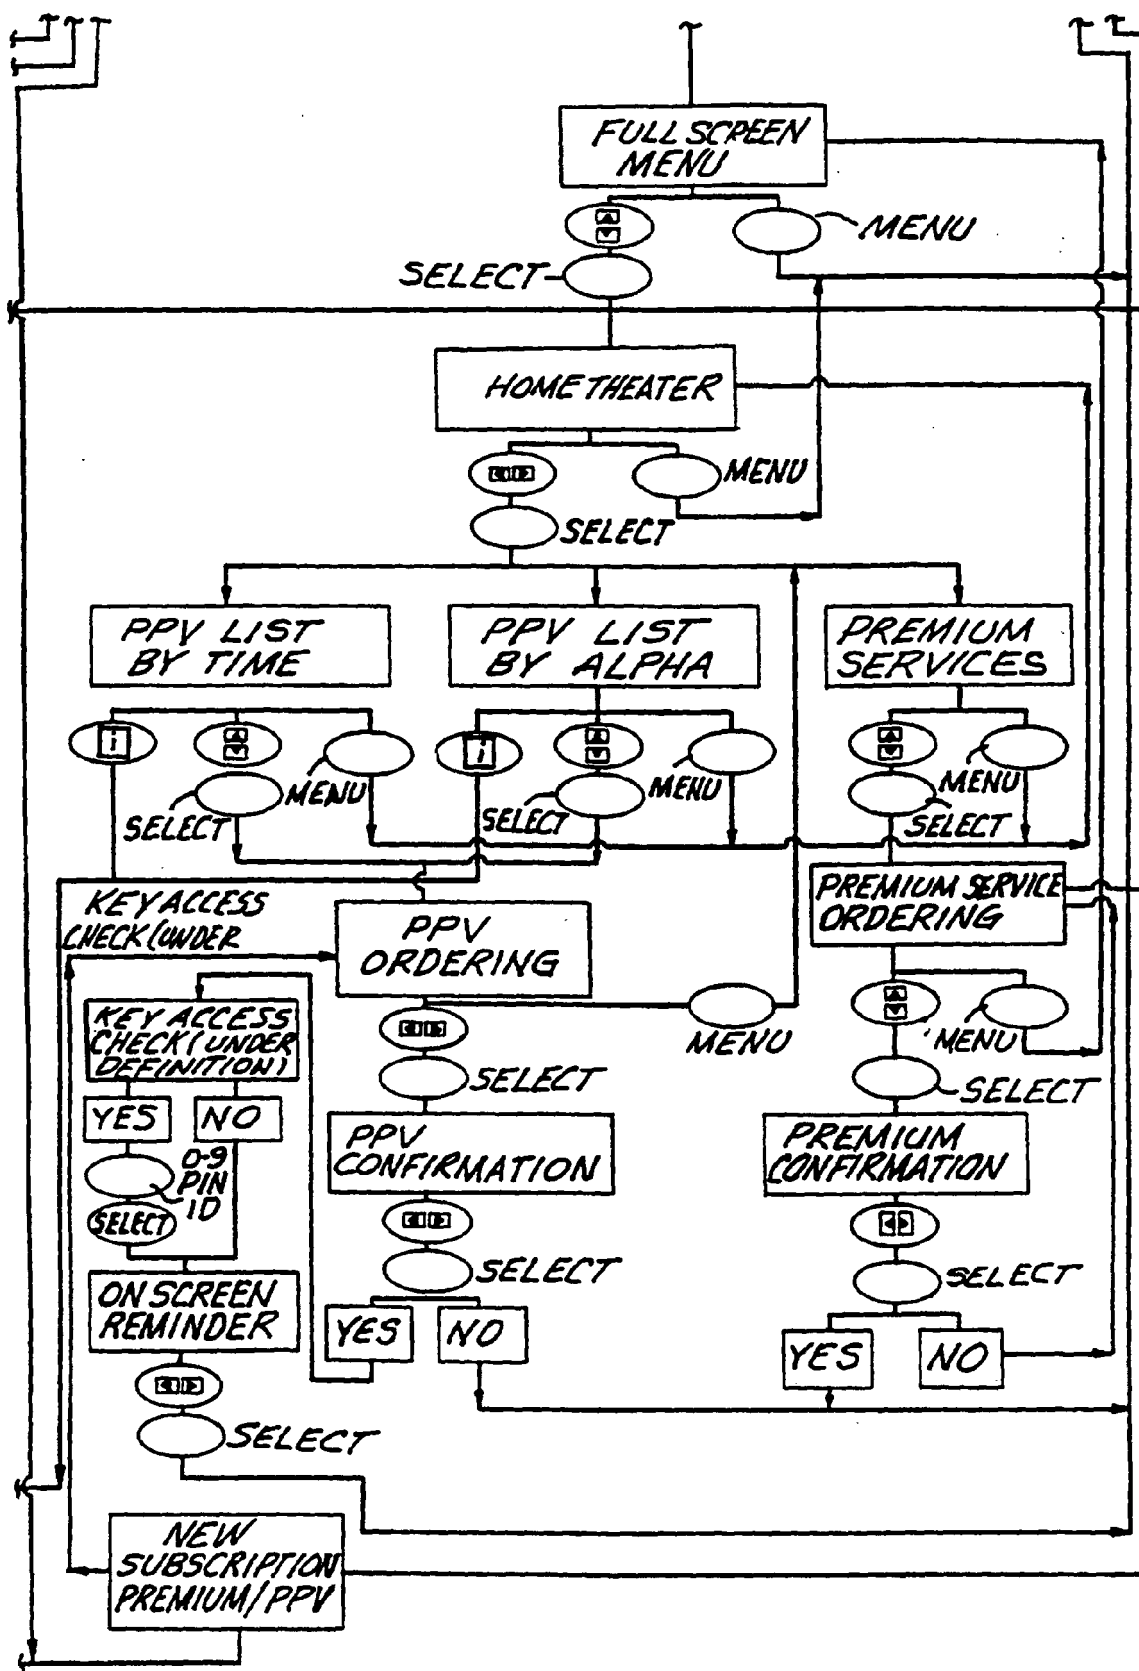 FULL SCREEN
MENU
MENU
SELECT
HOME THEATER
MENU
SELECT
PPV LIST
BY TIME
PPV LIST
BY ALPHA
PREMIUM
SERVICES
i
i
MENU
SELECT
MENU
SELECT
MENU
SELECT
KEY ACCESS
CHECK (UNDER
PPV
ORDERING
PREMIUM SERVICE
ORDERING
KEY ACCESS
CHECK (UNDER
DEFINITION)
MENU
MENU
SELECT
SELECT
YES
NO
PPV
CONFIRMATION
PREMIUM
CONFIRMATION
0-9
PIN
ID
SELECT
SELECT
SELECT
ON SCREEN
REMINDER
YES
NO
YES
NO
SELECT
NEW
SUBSCRIPTION
PREMIUM/PPV